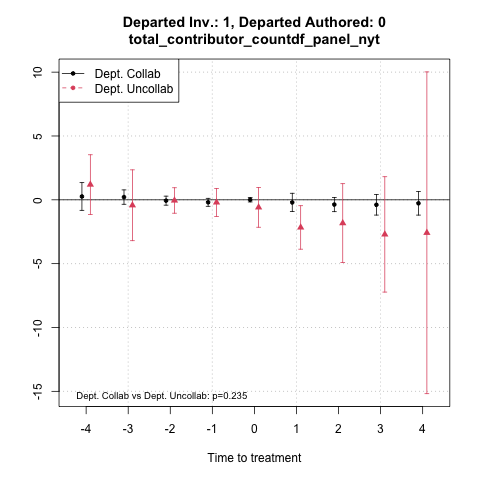 Departed Inv.: 1, Departed Authored: 0
total_contributor_countdf_panel_nyt
Dept. Collab
Dept. Uncollab
10
5
0
-5
-10
-15
Dept. Collab vs Dept. Uncollab: p=0.235
-4 -3 -2 -1 0 1 2 3 4
Time to treatment